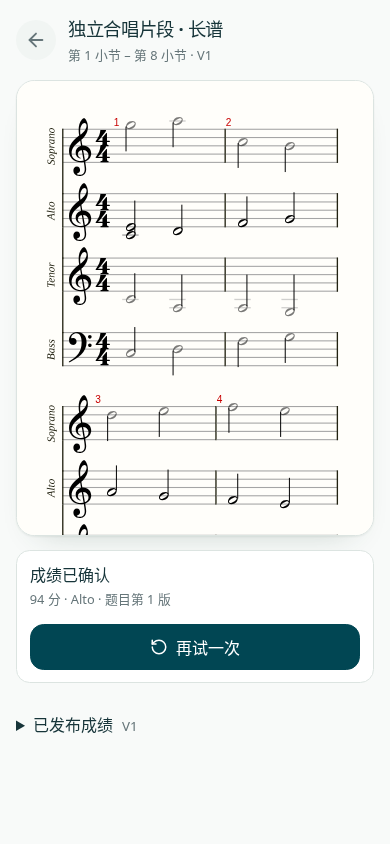 独立合唱片段 · 长谱
第 1 小节 – 第 8 小节 · V1
1
2
Soprano
Alto
Tenor
Bass
3
4
Soprano
Alto
成绩已确认
94 分 · Alto · 题目第 1 版
再试一次
已发布成绩 V1